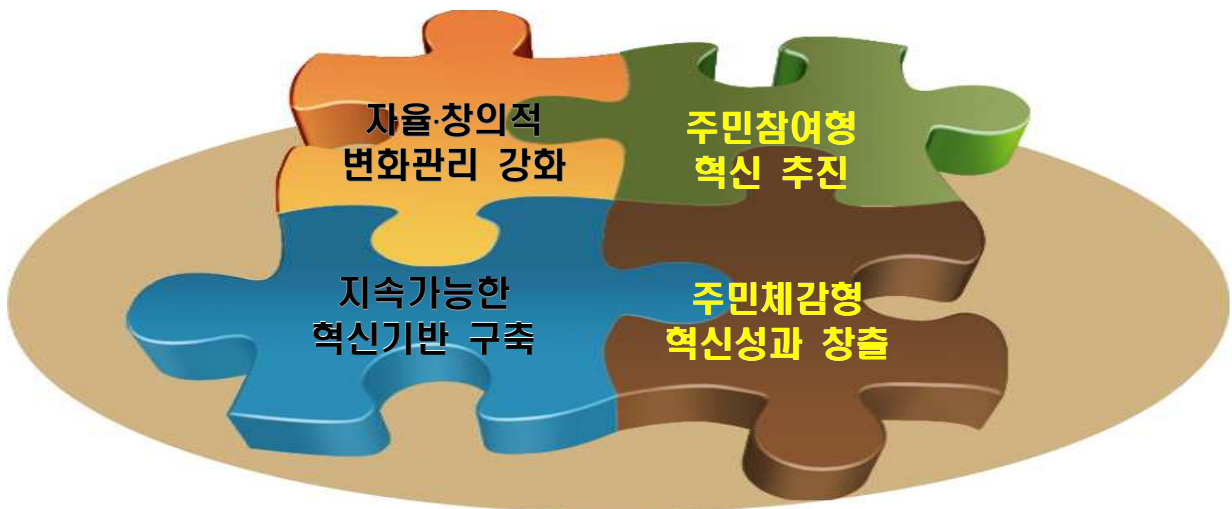 자율·창의적
변화관리 강화
주민참여형
혁신 추진
지속가능한
혁신기반 구축
주민체감형
혁신성과 창출